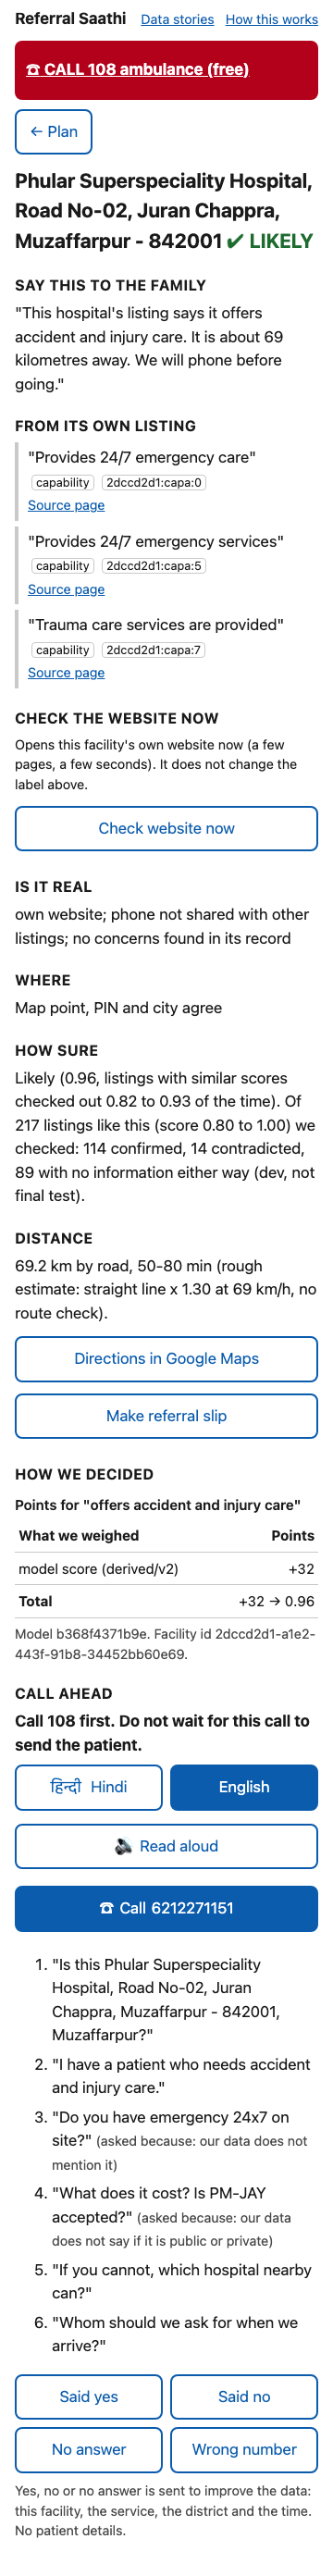 Referral Saathi Data stories How this works
☎ CALL 108 ambulance (free)
← Plan
Phular Superspeciality Hospital,
Road No-02, Juran Chappra,
Muzaffarpur - 842001 ✔ LIKELY
SAY THIS TO THE FAMILY
"This hospital's listing says it offers
accident and injury care. It is about 69
kilometres away. We will phone before
going."
FROM ITS OWN LISTING
"Provides 24/7 emergency care"
capability 2dccd2d1:capa:0
Source page
"Provides 24/7 emergency services"
capability 2dccd2d1:capa:5
Source page
"Trauma care services are provided"
capability 2dccd2d1:capa:7
Source page
CHECK THE WEBSITE NOW
Opens this facility's own website now (a few
pages, a few seconds). It does not change the
label above.
Check website now
IS IT REAL
own website; phone not shared with other
listings; no concerns found in its record
WHERE
Map point, PIN and city agree
HOW SURE
Likely (0.96, listings with similar scores
checked out 0.82 to 0.93 of the time). Of
217 listings like this (score 0.80 to 1.00) we
checked: 114 confirmed, 14 contradicted,
89 with no information either way (dev, not
final test).
DISTANCE
69.2 km by road, 50-80 min (rough
estimate: straight line x 1.30 at 69 km/h, no
route check).
Directions in Google Maps
Make referral slip
HOW WE DECIDED
Points for "offers accident and injury care"
What we weighed Points
model score (derived/v2) +32
Total +32 → 0.96
Model b368f4371b9e. Facility id 2dccd2d1-a1e2-
443f-91b8-34452bb60e69.
CALL AHEAD
Call 108 first. Do not wait for this call to
send the patient.
हिन्दी Hindi English
🔊 Read aloud
☎ Call 6212271151
1. "Is this Phular Superspeciality
Hospital, Road No-02, Juran
Chappra, Muzaffarpur - 842001,
Muzaffarpur?"
2. "I have a patient who needs accident
and injury care."
3. "Do you have emergency 24x7 on
site?" (asked because: our data does not
mention it)
4. "What does it cost? Is PM-JAY
accepted?" (asked because: our data
does not say if it is public or private)
5. "If you cannot, which hospital nearby
can?"
6. "Whom should we ask for when we
arrive?"
Said yes Said no
No answer Wrong number
Yes, no or no answer is sent to improve the data:
this facility, the service, the district and the time.
No patient details.